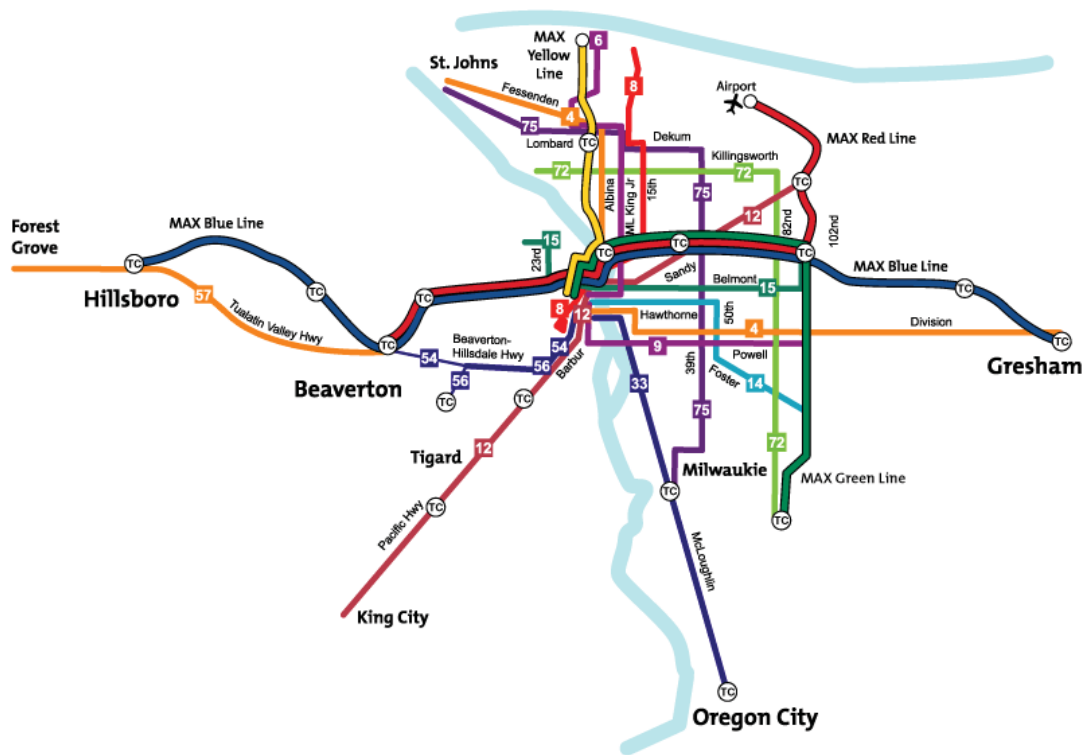 MAX
Yellow
Line
6
St. Johns
Fessenden
4
75
Lombard
TC
8
Dekum
Airport
MAX Red Line
Killingsworth
72
72
TC
Albina
ML King Jr
15th
75
12
82nd
102nd
Forest
Grove
MAX Blue Line
15
23rd
TC
TC
TC
Sandy
Belmont
15
MAX Blue Line
TC
TC
Hillsboro
57
Tualatin Valley Hwy
TC
TC
8
12
Hawthorne
50th
4
Division
TC
Gresham
TC
54
Beaverton-
Hillsdale Hwy
54
56
56
Barbur
9
Powell
39th
Foster
14
33
Beaverton
TC
TC
75
72
Tigard
12
Milwaukie
TC
MAX Green Line
TC
Pacific Hwy
TC
McLoughlin
King City
TC
Oregon City